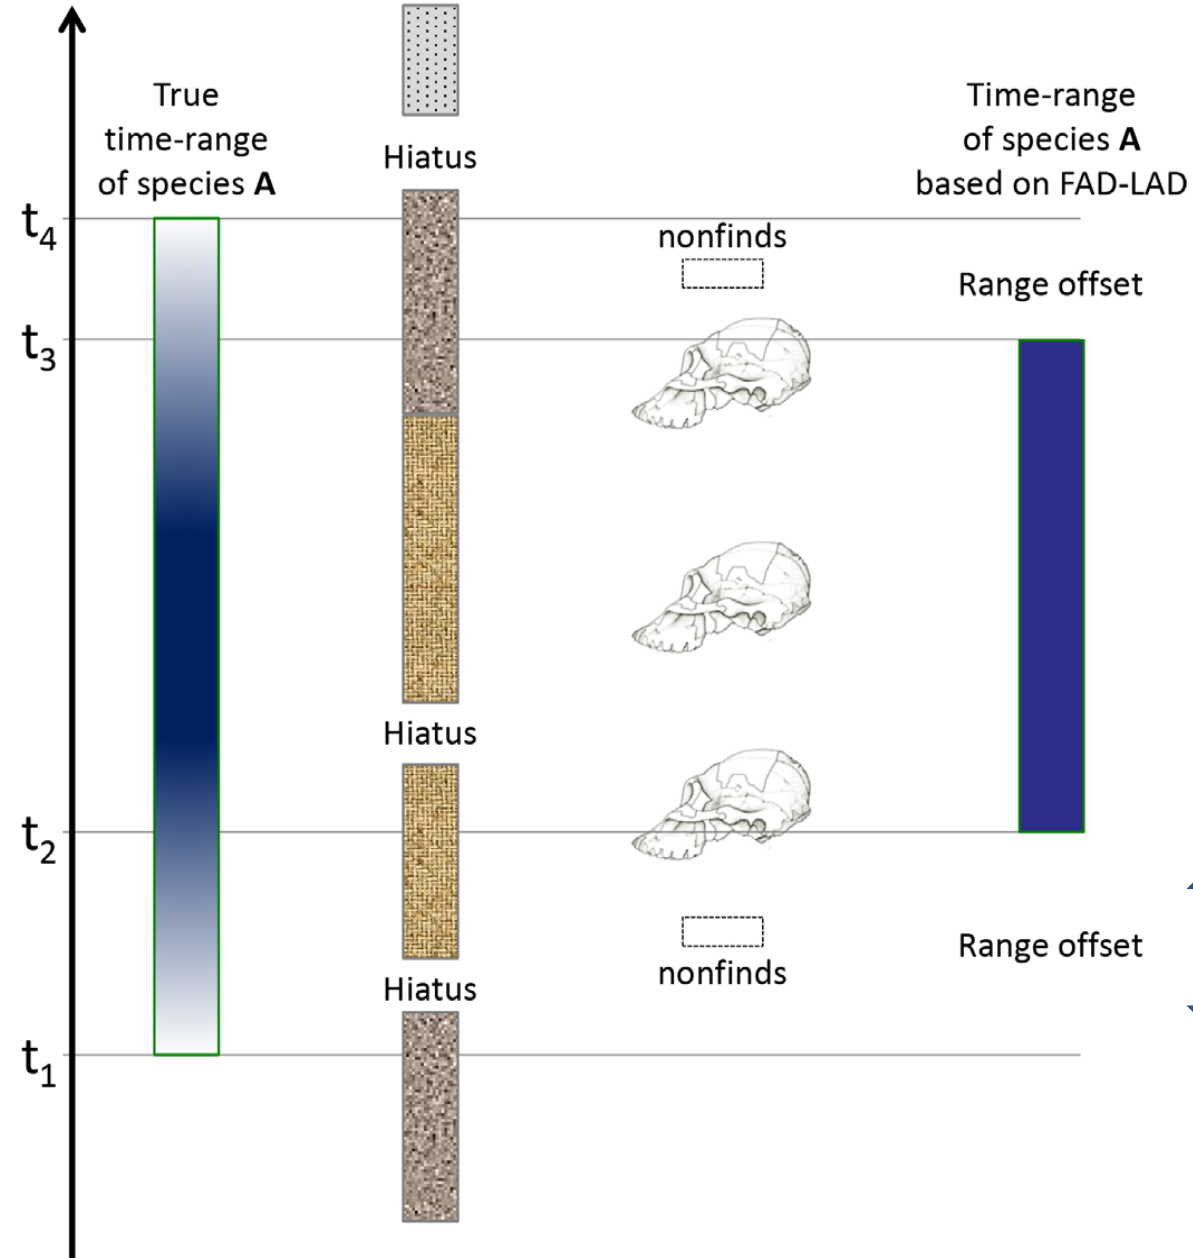 True
time-range
of species A
Hiatus
Time-range
of species A
based on FAD-LAD
t4
nonfinds
Range offset
t3
Hiatus
t2
Range offset
nonfinds
Hiatus
t1